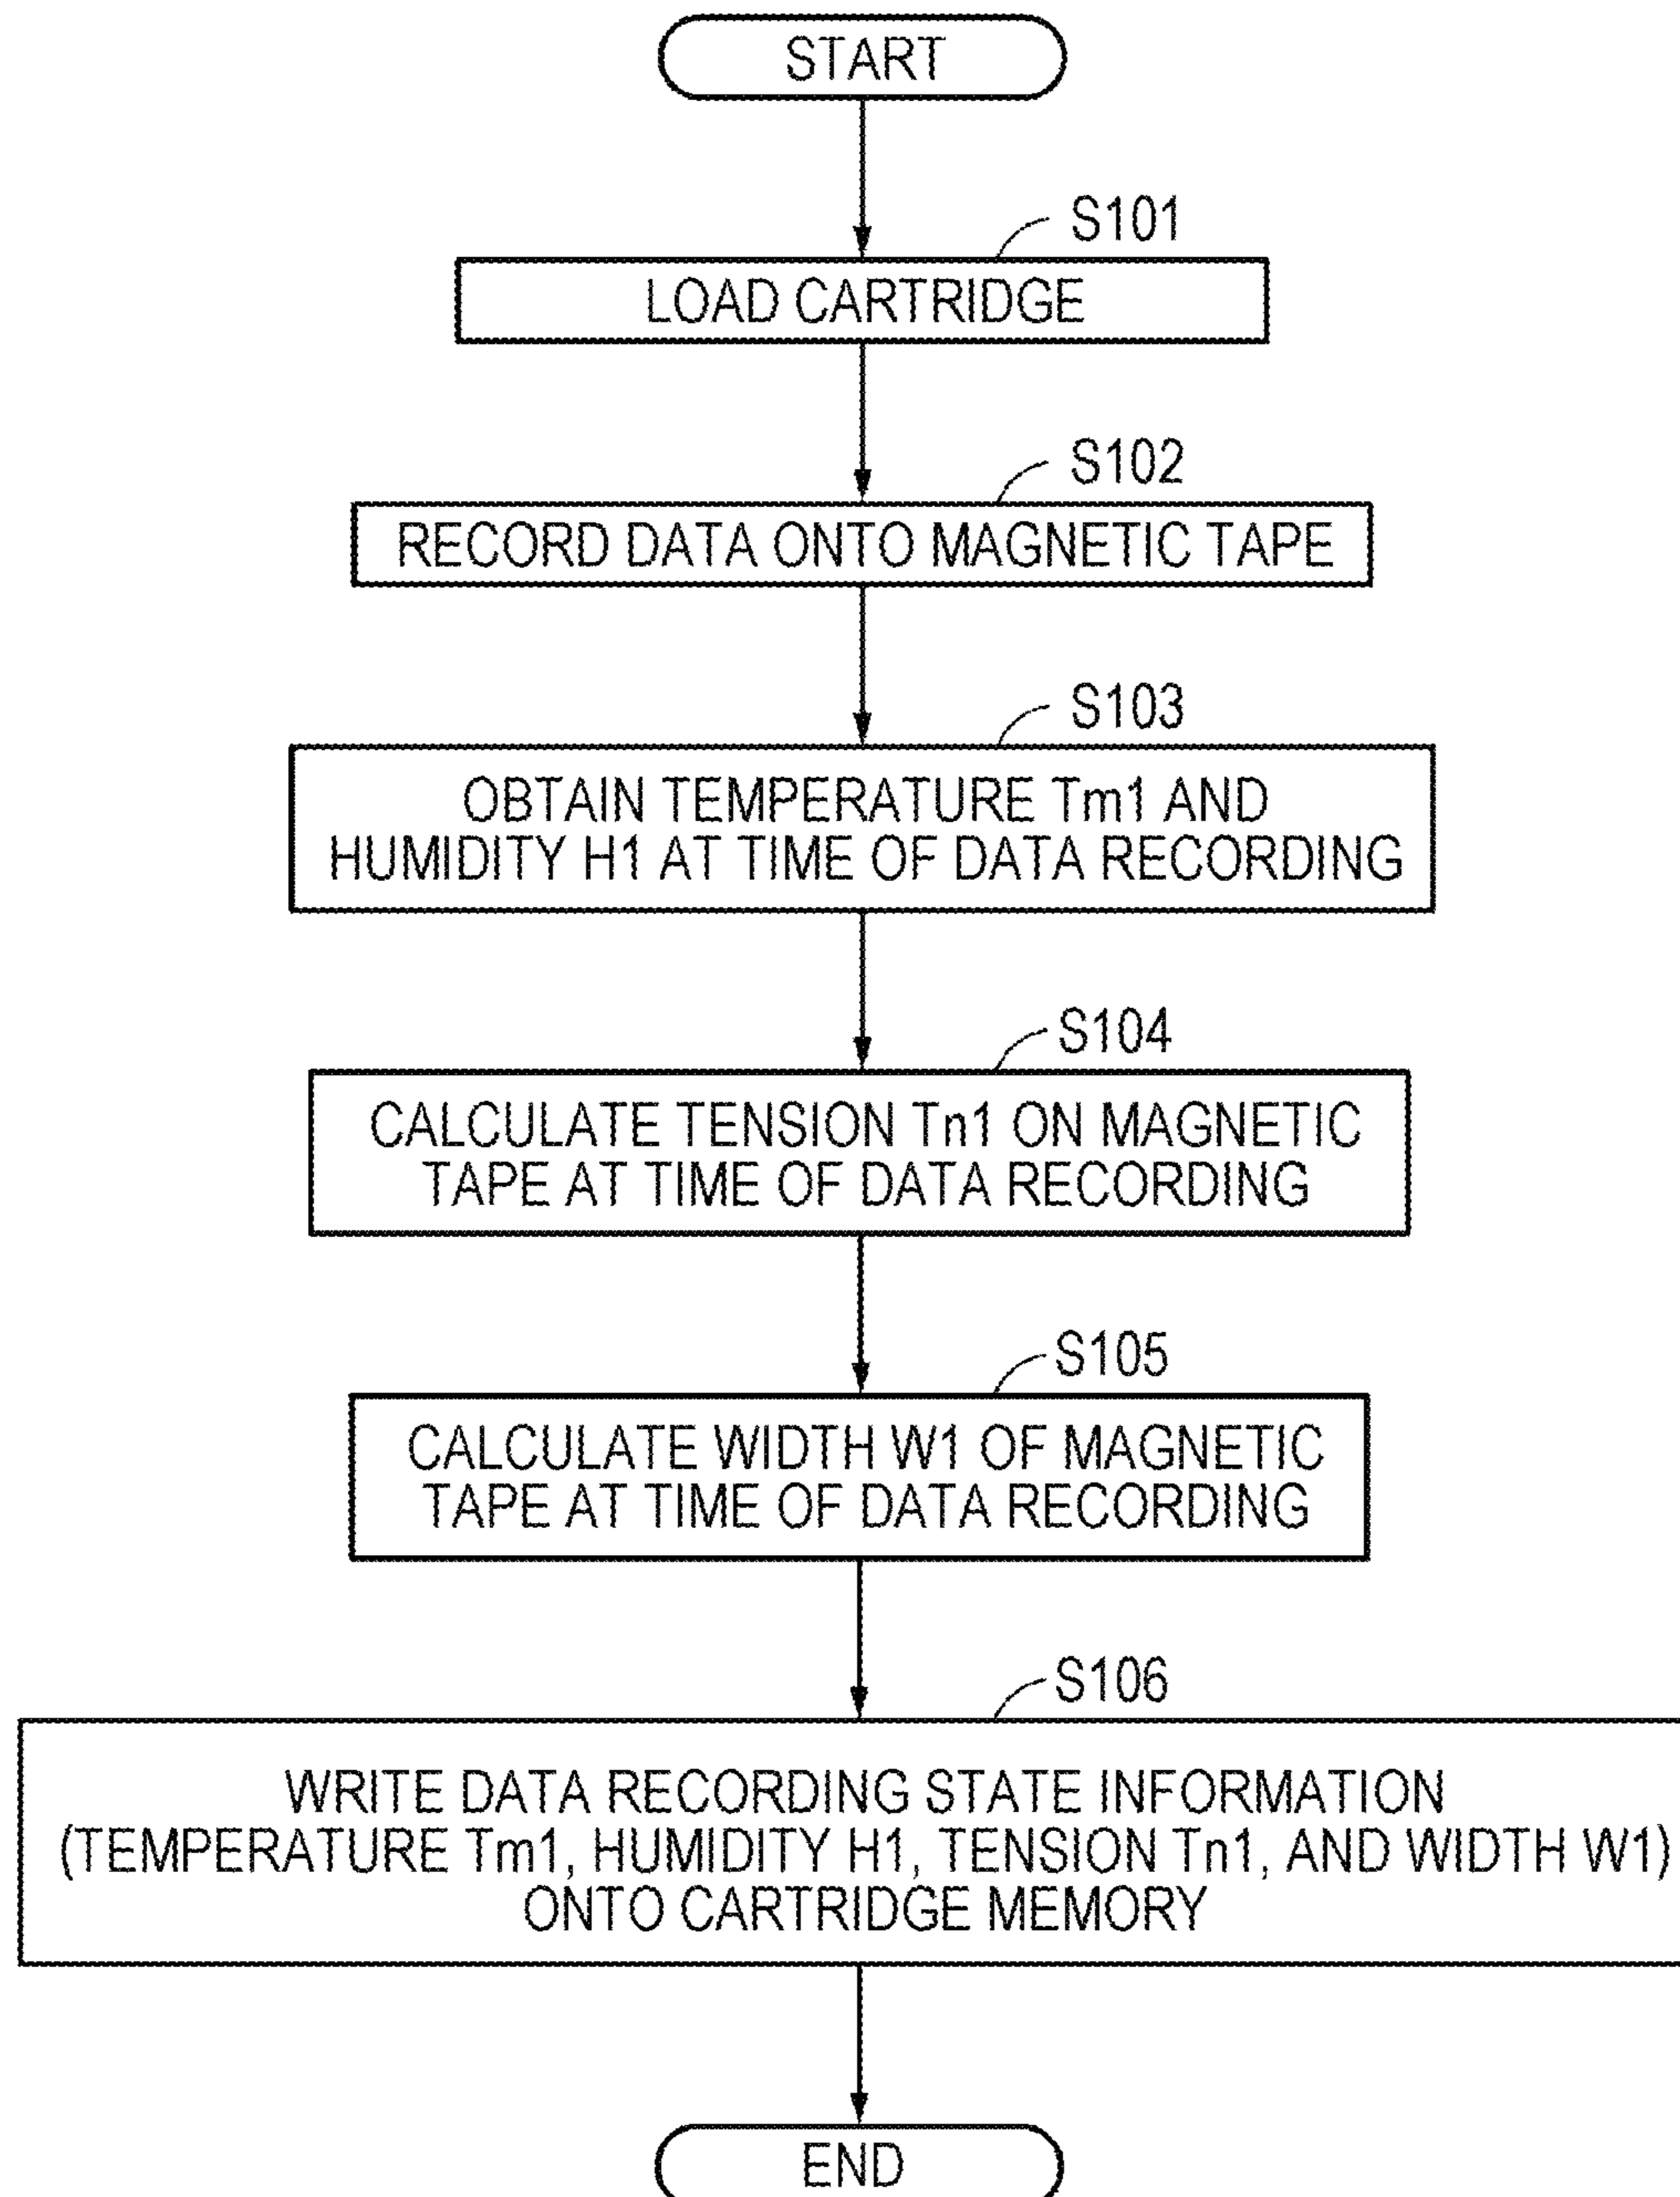 START
S101
LOAD CARTRIDGE
S102
RECORD DATA ONTO MAGNETIC TAPE
S103
OBTAIN TEMPERATURE Tm1 AND
HUMIDITY H1 AT TIME OF DATA RECORDING
S104
CALCULATE TENSION Tn1 ON MAGNETIC
TAPE AT TIME OF DATA RECORDING
S105
CALCULATE WIDTH W1 OF MAGNETIC
TAPE AT TIME OF DATA RECORDING
S106
WRITE DATA RECORDING STATE INFORMATION
(TEMPERATURE Tm1, HUMIDITY H1, TENSION Tn1, AND WIDTH W1)
ONTO CARTRIDGE MEMORY
END